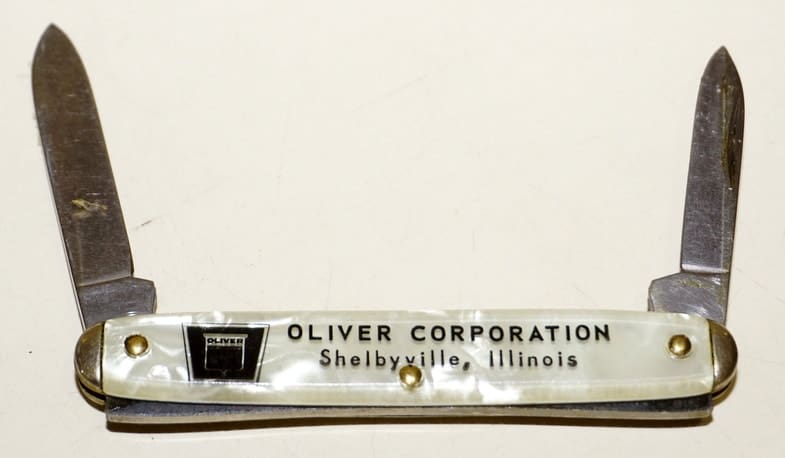 OLIVER
OLIVER CORPORATION
Shelbyville, Illinois